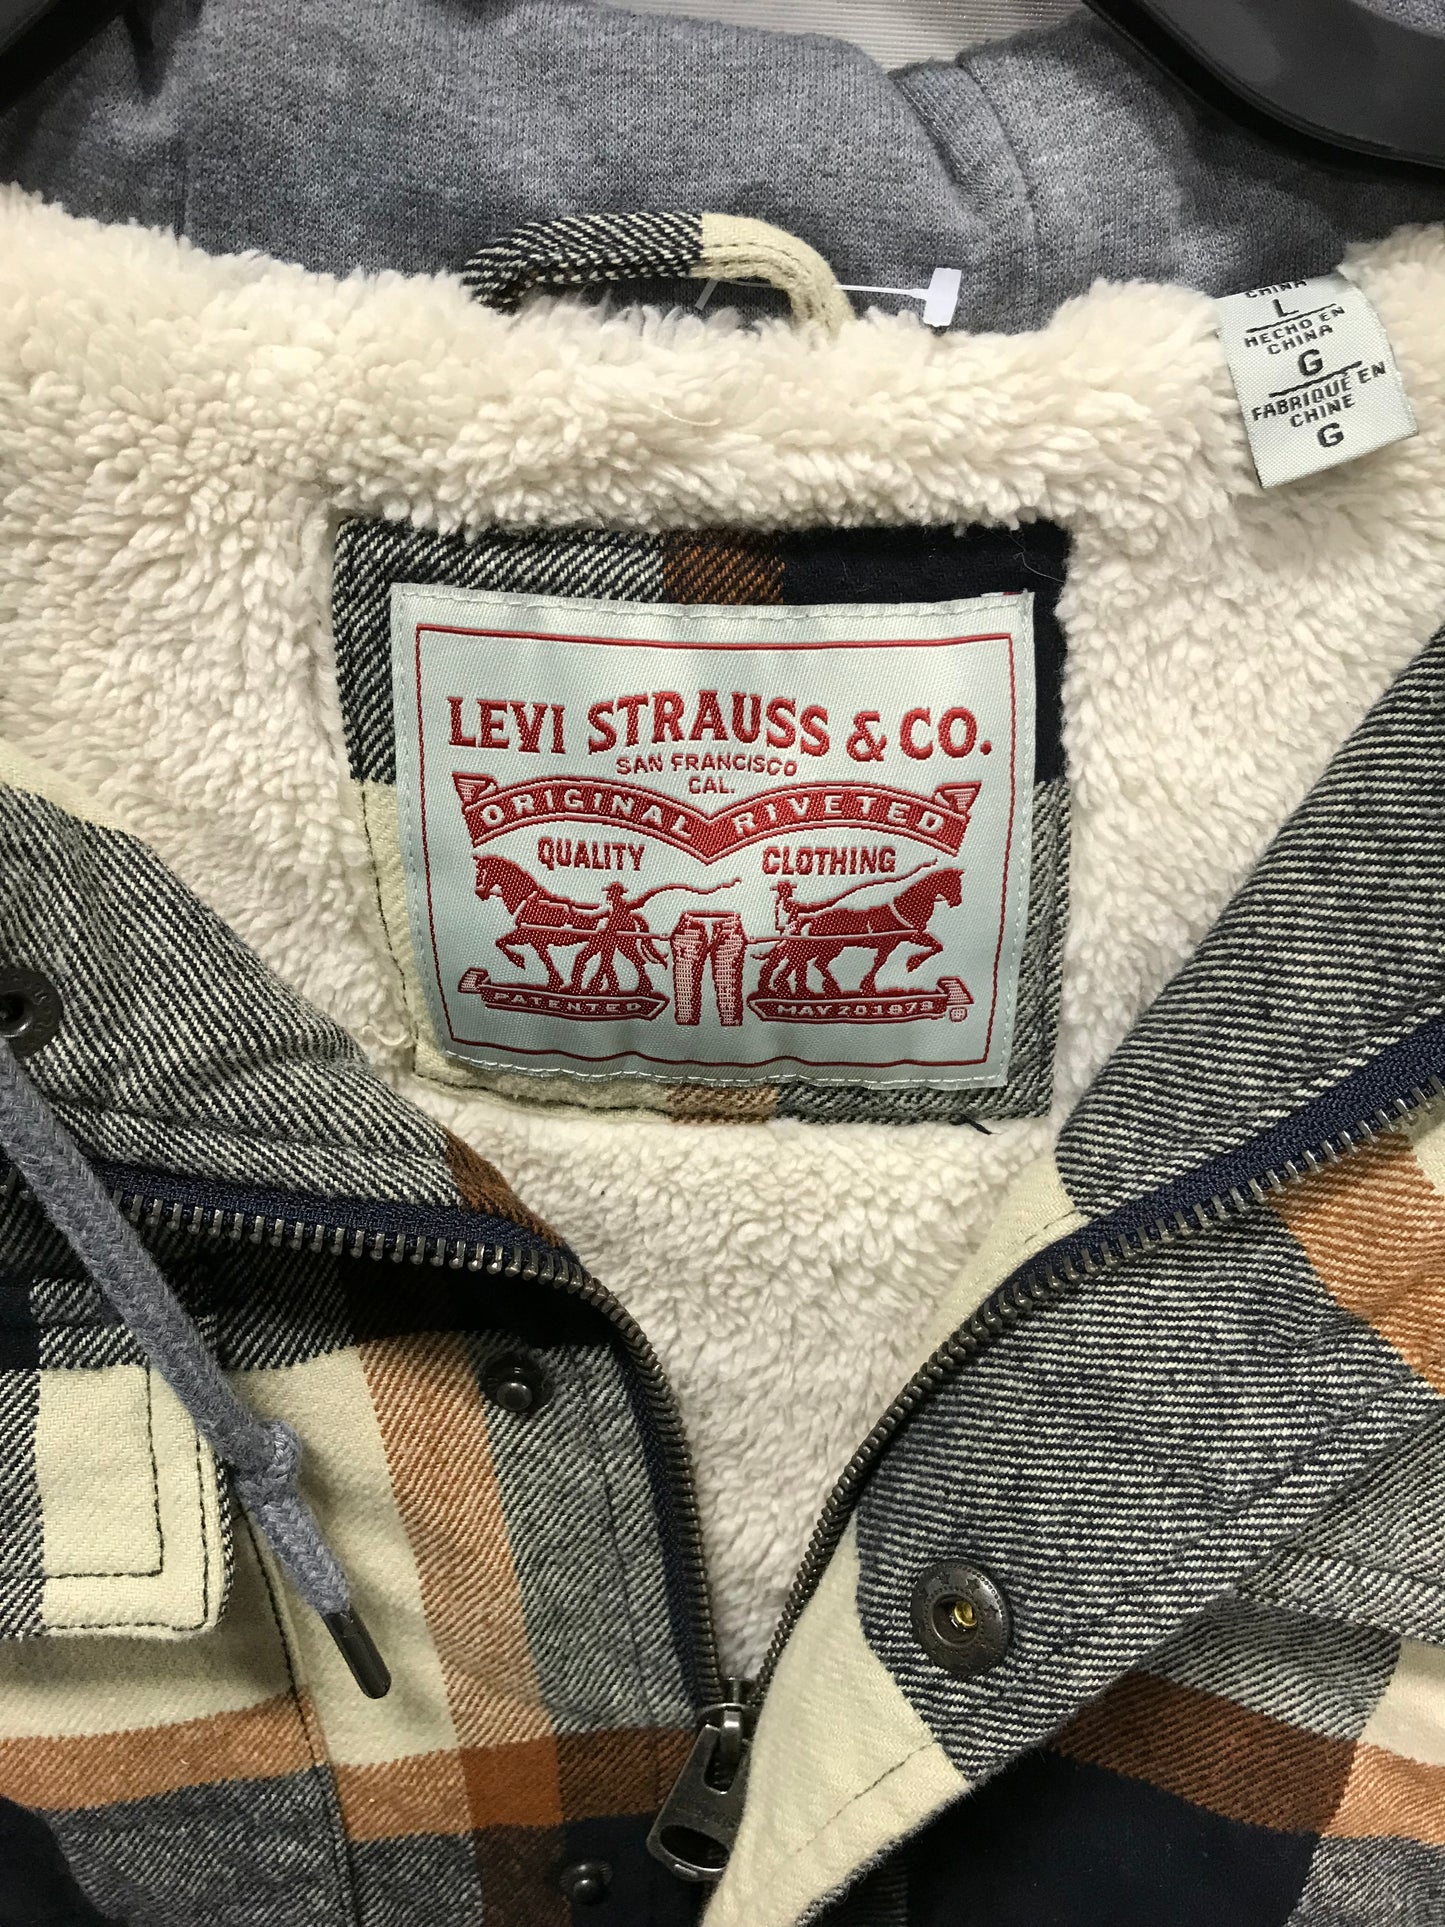 CHINA
L
HECHO EN
CHINA
G
FABRIQUÉ EN
CHINE
G
LEVI STRAUSS & CO.
SAN FRANCISCO
CAL.
ORIGINAL RIVETED
QUALITY CLOTHING
PATENTED MAY 20 1873
®